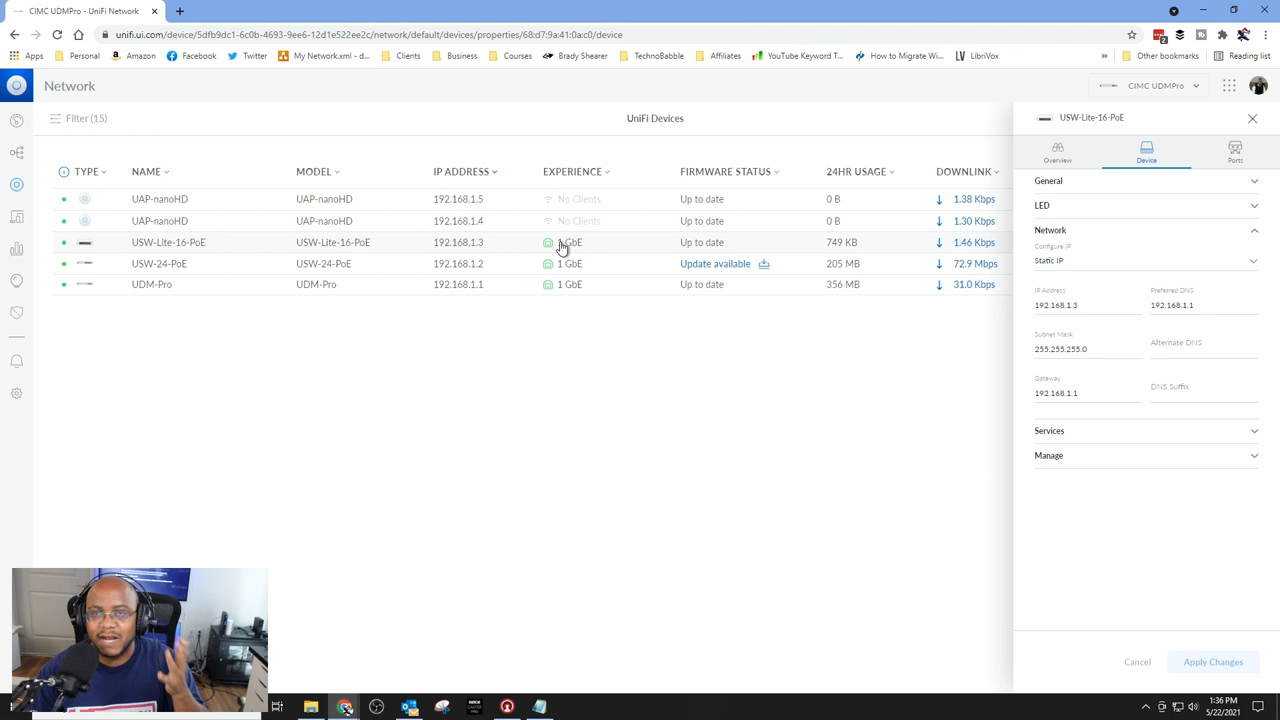 CIMC UDMPro - UniFi Network
unifi.ui.com/device/5dfb9dc1-6c0b-4693-9ee6-12d1e522ee2c/network/default/devices/properties/68:d7:9a:41:0a:c0/device
Apps Personal Amazon Facebook Twitter My Network.xml - d... Clients Business Courses Brady Shearer TechnoBabble Affiliates YouTube Keyword T... How to Migrate Wi... LibriVox » Other bookmarks Reading list
Network CIMC UDMPro
Filter (15) UniFi Devices
TYPE NAME MODEL IP ADDRESS EXPERIENCE FIRMWARE STATUS 24HR USAGE DOWNLINK
UAP-nanoHD UAP-nanoHD 192.168.1.5 No Clients Up to date 0 B 1.38 Kbps
UAP-nanoHD UAP-nanoHD 192.168.1.4 No Clients Up to date 0 B 1.30 Kbps
USW-Lite-16-PoE USW-Lite-16-PoE 192.168.1.3 GbE Up to date 749 KB 1.46 Kbps
USW-24-PoE USW-24-PoE 192.168.1.2 1 GbE Update available 205 MB 72.9 Mbps
UDM-Pro UDM-Pro 192.168.1.1 1 GbE Up to date 356 MB 31.0 Kbps
USW-Lite-16-PoE
Overview Device Ports
General
LED
Network
Configure IP
Static IP
IP Address Preferred DNS
192.168.1.3 192.168.1.1
Subnet Mask
255.255.255.0 Alternate DNS
Gateway
192.168.1.1 DNS Suffix
Services
Manage
Cancel Apply Changes
1:36 PM
5/22/2021